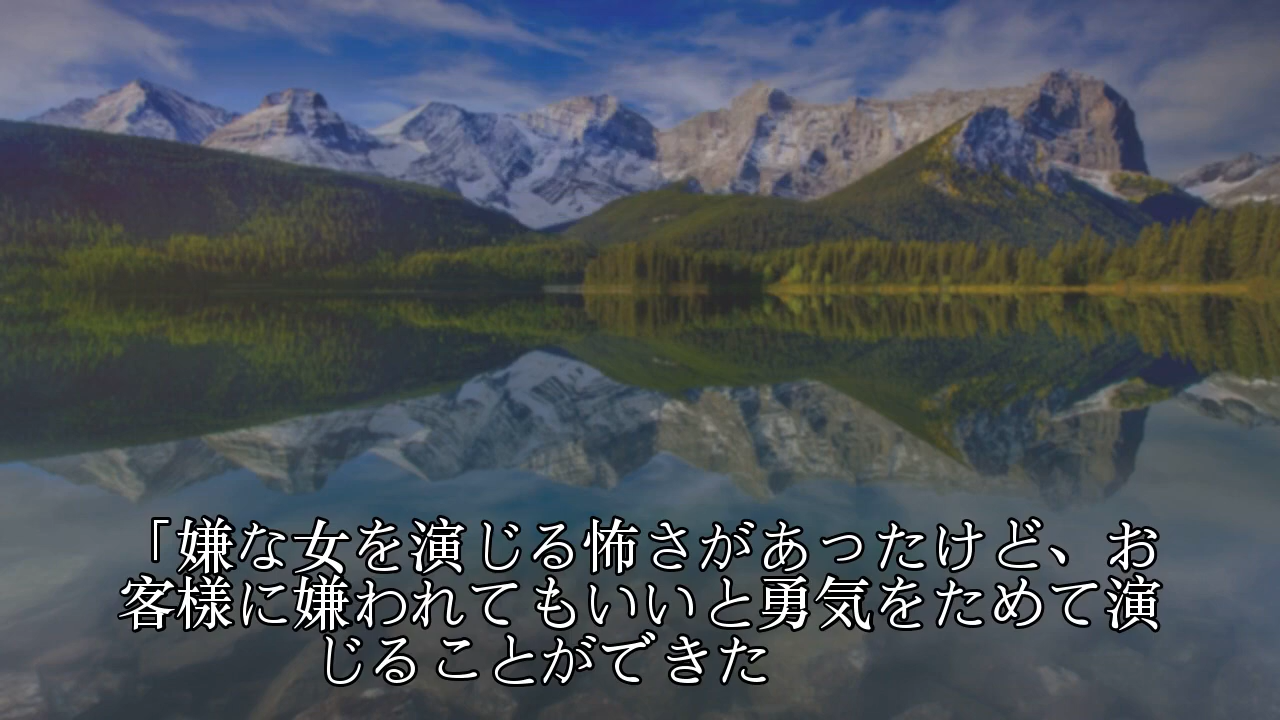 「嫌な女を演じる怖さがあったけど、お
客様に嫌われてもいいと勇気をためて演
じることができた